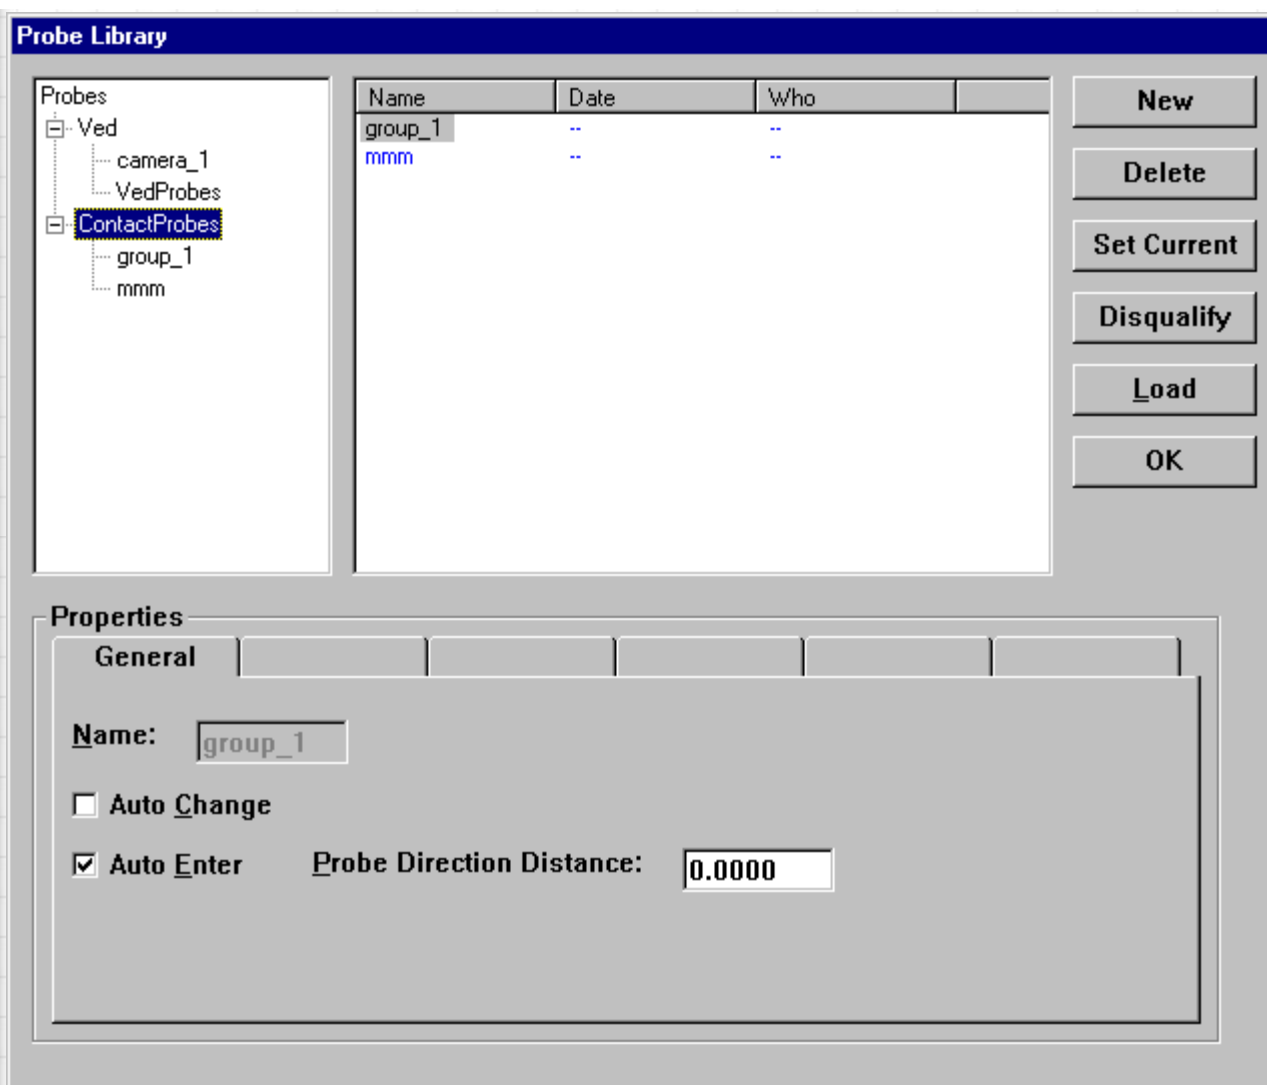 Probe Library
Probes
Ved
camera_1
VedProbes
ContactProbes
group_1
mmm
Name Date Who
group_1 -- --
mmm -- --
New
Delete
Set Current
Disqualify
Load
OK
Properties
General
Name: group_1
Auto Change
Auto Enter Probe Direction Distance: 0.0000